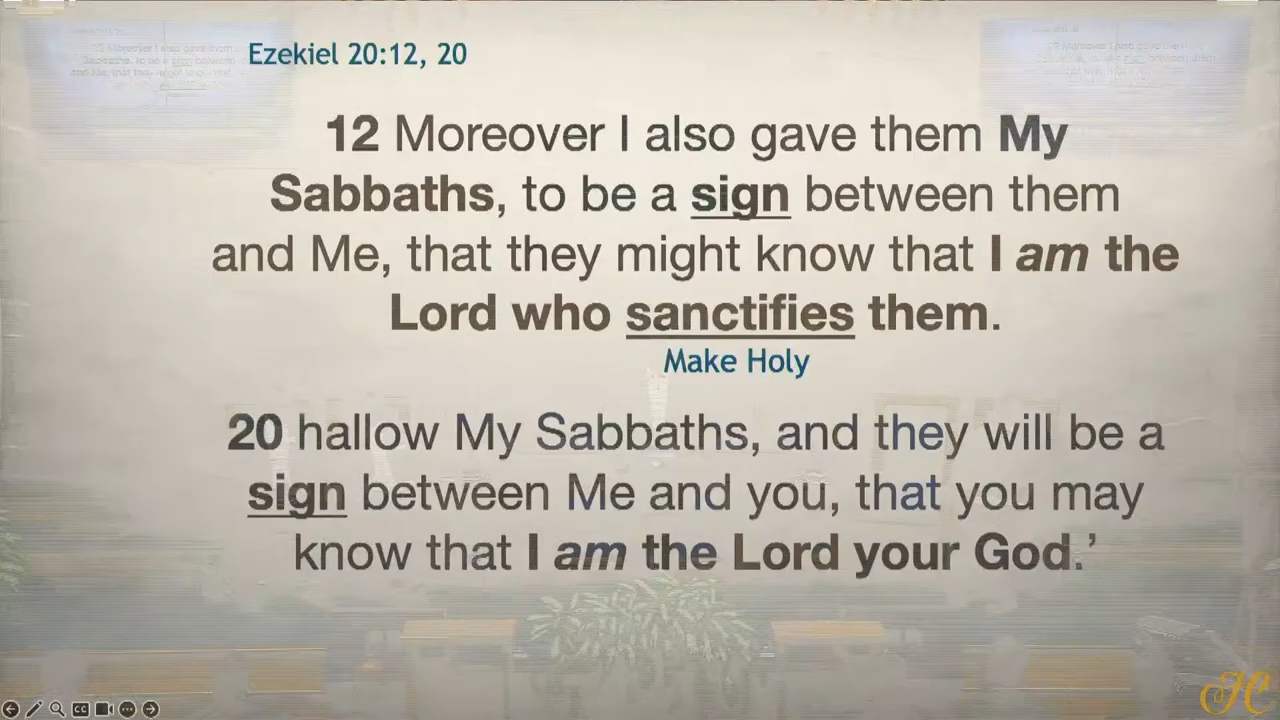 Ezekiel 20:12, 20
12 Moreover I also gave them My
Sabbaths, to be a sign between them
and Me, that they might know that I am the
Lord who sanctifies them.
Make Holy
20 hallow My Sabbaths, and they will be a
sign between Me and you, that you may
know that I am the Lord your God.’
CC
H